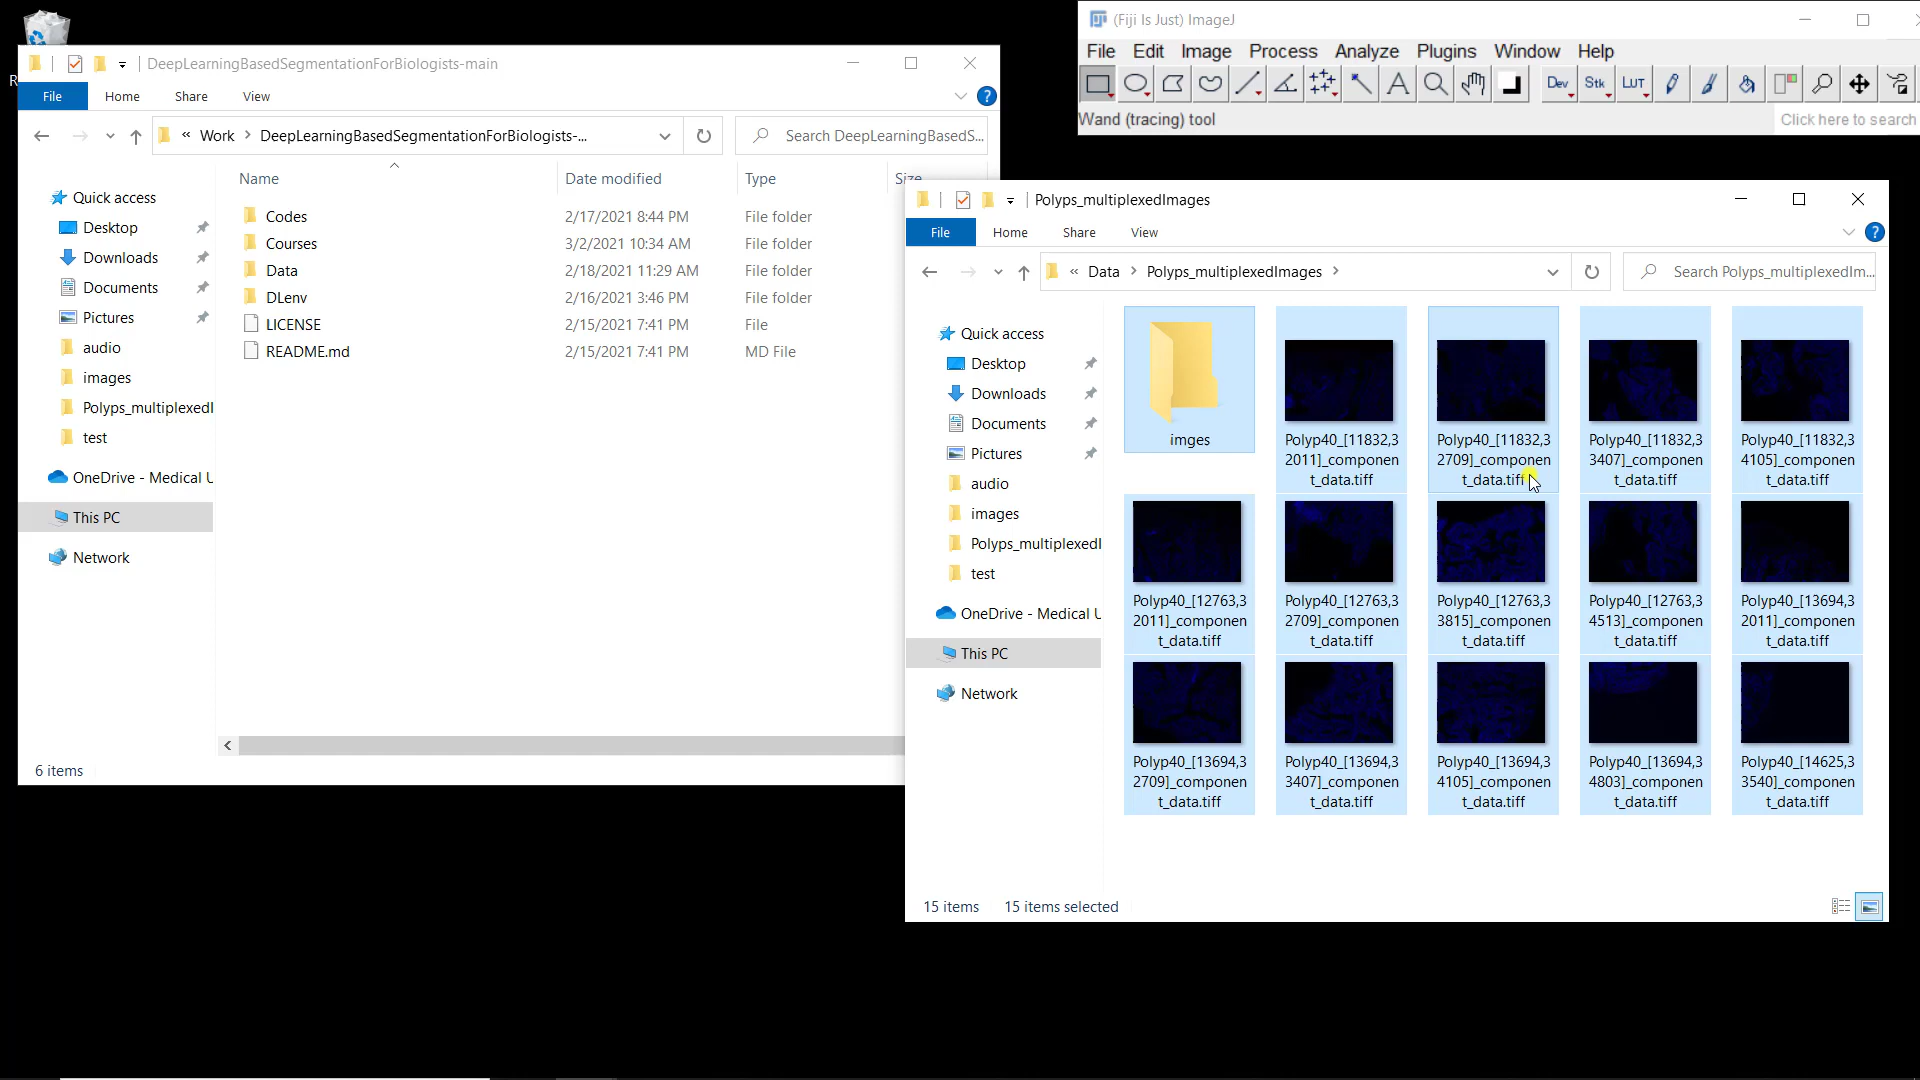 R
DeepLearningBasedSegmentationForBiologists-main
File Home Share View
« Work > DeepLearningBasedSegmentationForBiologists-...
Search DeepLearningBasedS...
Name Date modified Type Size
Quick access
Desktop
Downloads
Documents
Pictures
audio
images
Polyps_multiplexedI
test
OneDrive - Medical U
This PC
Network
Codes 2/17/2021 8:44 PM File folder
Courses 3/2/2021 10:34 AM File folder
Data 2/18/2021 11:29 AM File folder
DLenv 2/16/2021 3:46 PM File folder
LICENSE 2/15/2021 7:41 PM File
README.md 2/15/2021 7:41 PM MD File
6 items
(Fiji Is Just) ImageJ
File Edit Image Process Analyze Plugins Window Help
A Dev Stk LUT
Wand (tracing) tool
Click here to search
Polyps_multiplexedImages
File Home Share View
« Data > Polyps_multiplexedImages >
Search Polyps_multiplexedIm...
Quick access
Desktop
Downloads
Documents
Pictures
audio
images
Polyps_multiplexedI
test
OneDrive - Medical U
This PC
Network
imges
Polyp40_[11832,3
2011]_componen
t_data.tiff
Polyp40_[11832,3
2709]_componen
t_data.tiff
Polyp40_[11832,3
3407]_componen
t_data.tiff
Polyp40_[11832,3
4105]_componen
t_data.tiff
Polyp40_[12763,3
2011]_componen
t_data.tiff
Polyp40_[12763,3
2709]_componen
t_data.tiff
Polyp40_[12763,3
3815]_componen
t_data.tiff
Polyp40_[12763,3
4513]_componen
t_data.tiff
Polyp40_[13694,3
2011]_componen
t_data.tiff
Polyp40_[13694,3
2709]_componen
t_data.tiff
Polyp40_[13694,3
3407]_componen
t_data.tiff
Polyp40_[13694,3
4105]_componen
t_data.tiff
Polyp40_[13694,3
4803]_componen
t_data.tiff
Polyp40_[14625,3
3540]_componen
t_data.tiff
15 items 15 items selected